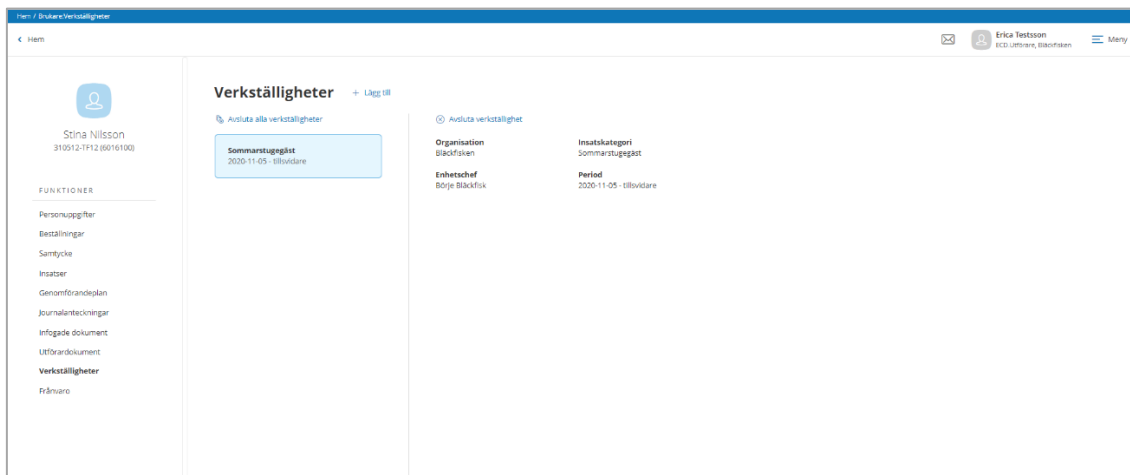 Hem / Brukare:Verkställigheter
Hem
Erica Testsson
ECD.Utförare, Bläckfisken
Meny
Stina Nilsson
310512-TF12 (6016100)
FUNKTIONER
Personuppgifter
Beställningar
Samtycke
Insatser
Genomförandeplan
Journalanteckningar
Infogade dokument
Utförardokument
Verkställigheter
Frånvaro
Verkställigheter + Lägg till
Avsluta alla verkställigheter
Sommarstugegäst
2020-11-05 - tillsvidare
Avsluta verkställighet
Organisation
Bläckfisken
Insatskategori
Sommarstugegäst
Enhetschef
Börje Bläckfisk
Period
2020-11-05 - tillsvidare